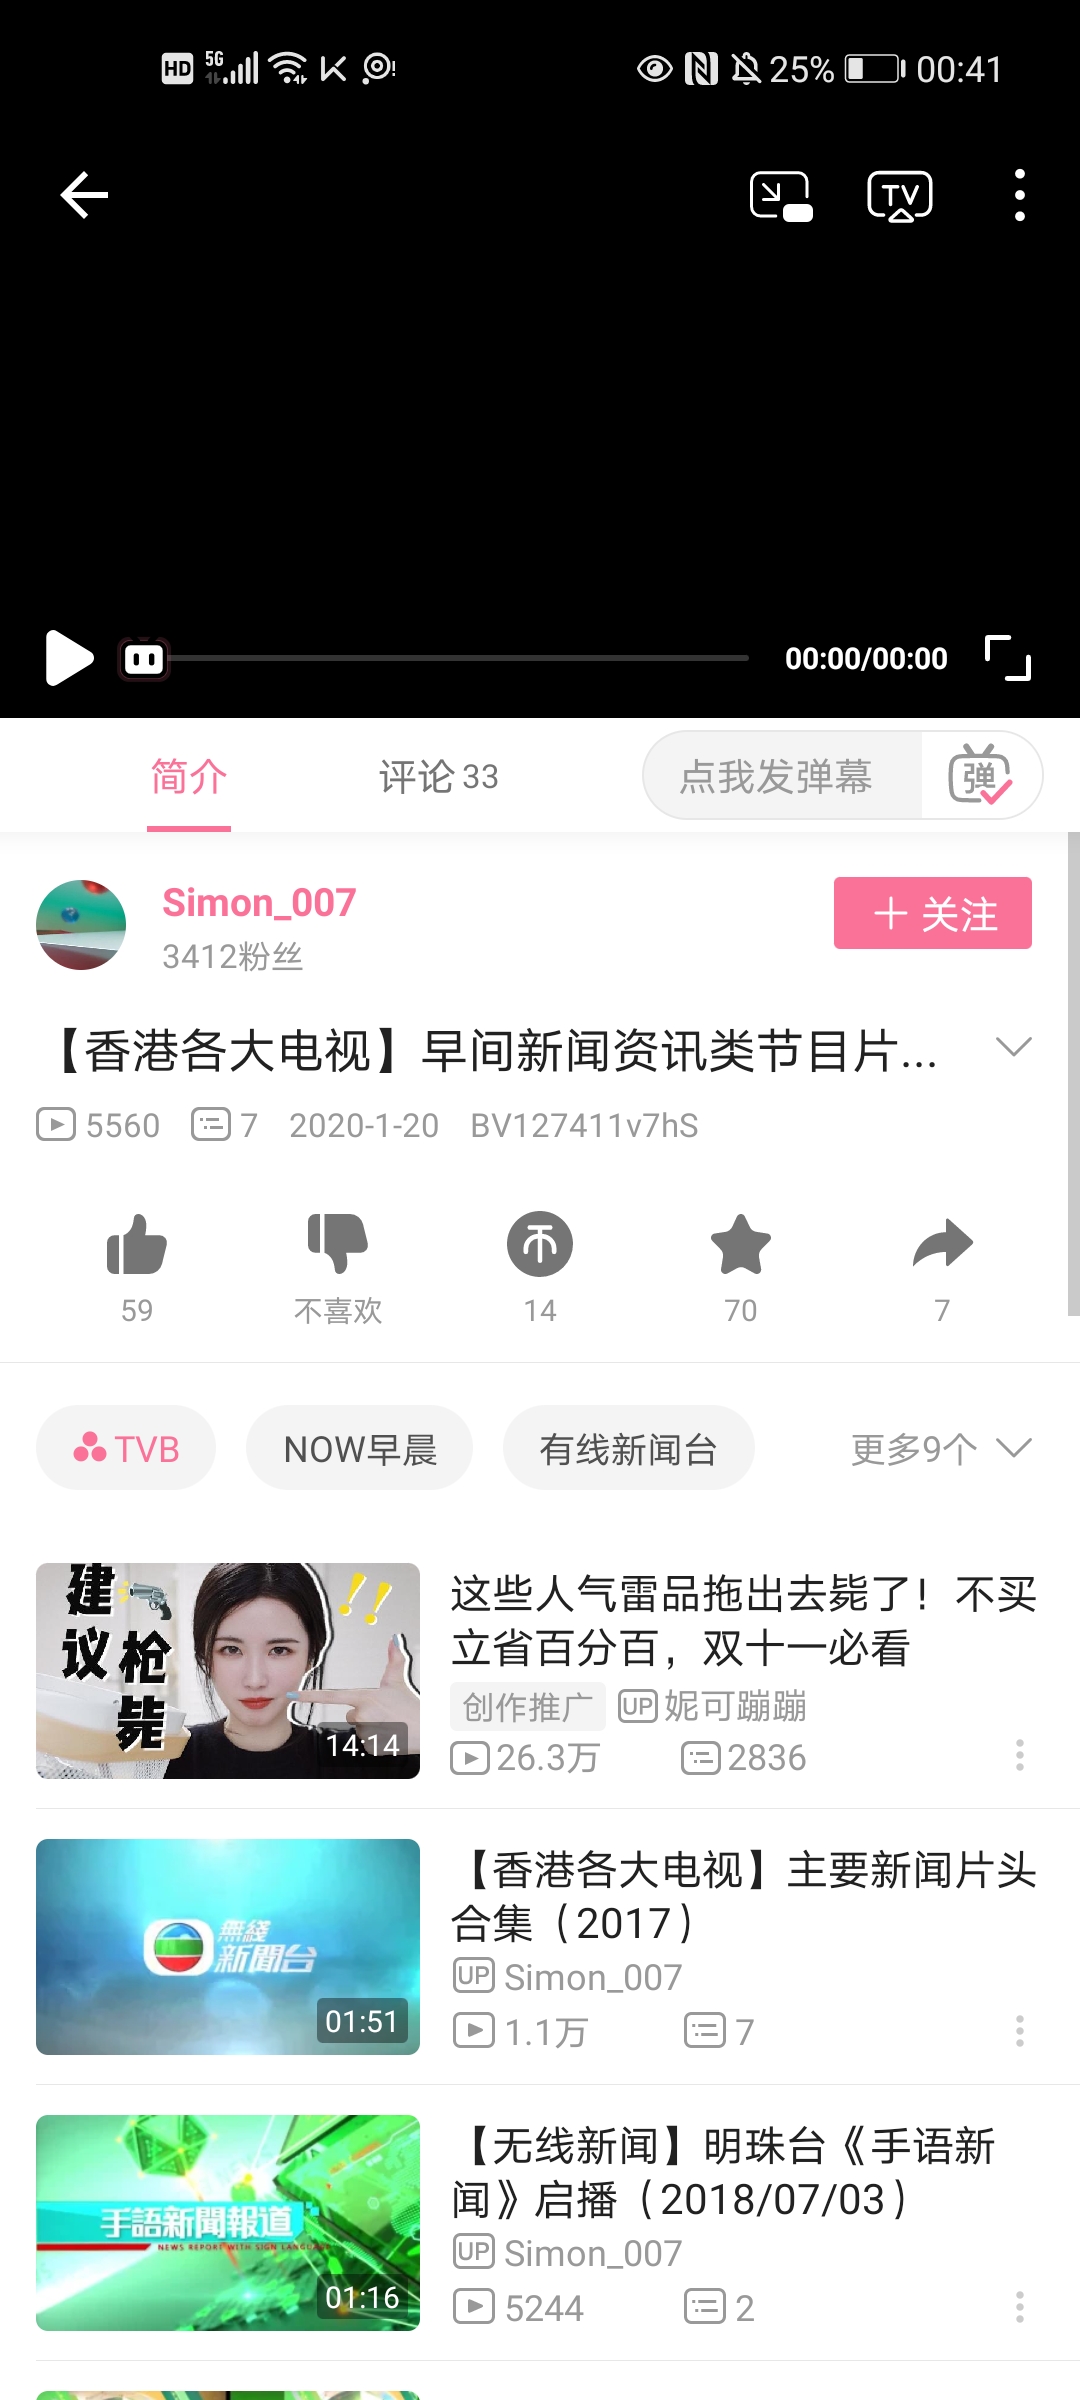 HD 5G 25% 00:41
TV
00:00/00:00
简介 评论 33 点我发弹幕 弹
Simon_007
3412粉丝
关注
【香港各大电视】早间新闻资讯类节目片...
5560 7 2020-1-20 BV127411v7hS
59 不喜欢 14 70 7
TVB NOW早晨 有线新闻台 更多9个
建议枪毙
14:14
这些人气雷品拖出去毙了！不买
立省百分百，双十一必看
创作推广 UP 妮可蹦蹦
26.3万 2836
無綫
新聞台
01:51
【香港各大电视】主要新闻片头
合集（2017）
UP Simon_007
1.1万 7
手語新聞報道
NEWS REPORT WITH SIGN LANGUAGE
01:16
【无线新闻】明珠台《手语新
闻》启播（2018/07/03）
UP Simon_007
5244 2